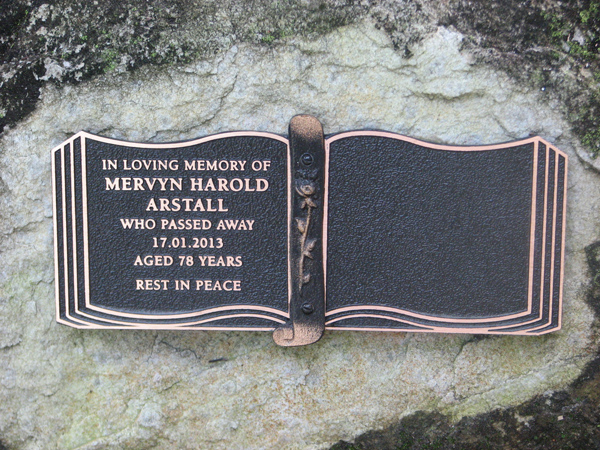 IN LOVING MEMORY OF
MERVYN HAROLD
ARSTALL
WHO PASSED AWAY
17.01.2013
AGED 78 YEARS
REST IN PEACE